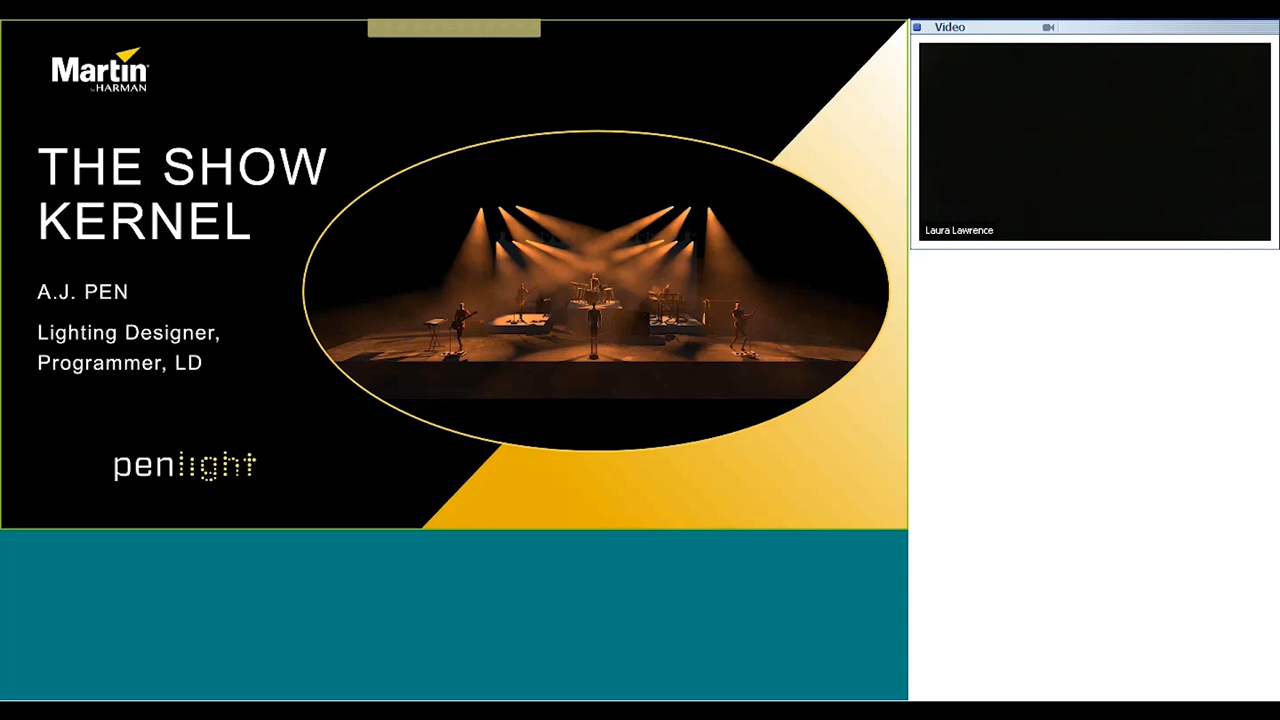 Martin
by HARMAN
THE SHOW
KERNEL
A.J. PEN
Lighting Designer,
Programmer, LD
penlight
Video
Laura Lawrence